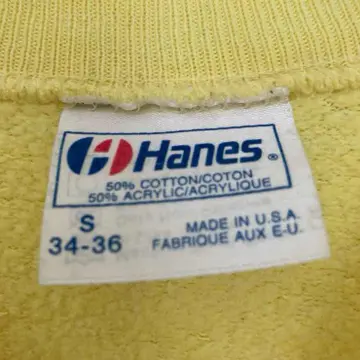 Hanes®
50% COTTON/COTON
50% ACRYLIC/ACRYLIQUE
S
34-36
MADE IN U.S.A.
FABRIQUE AUX E-U.